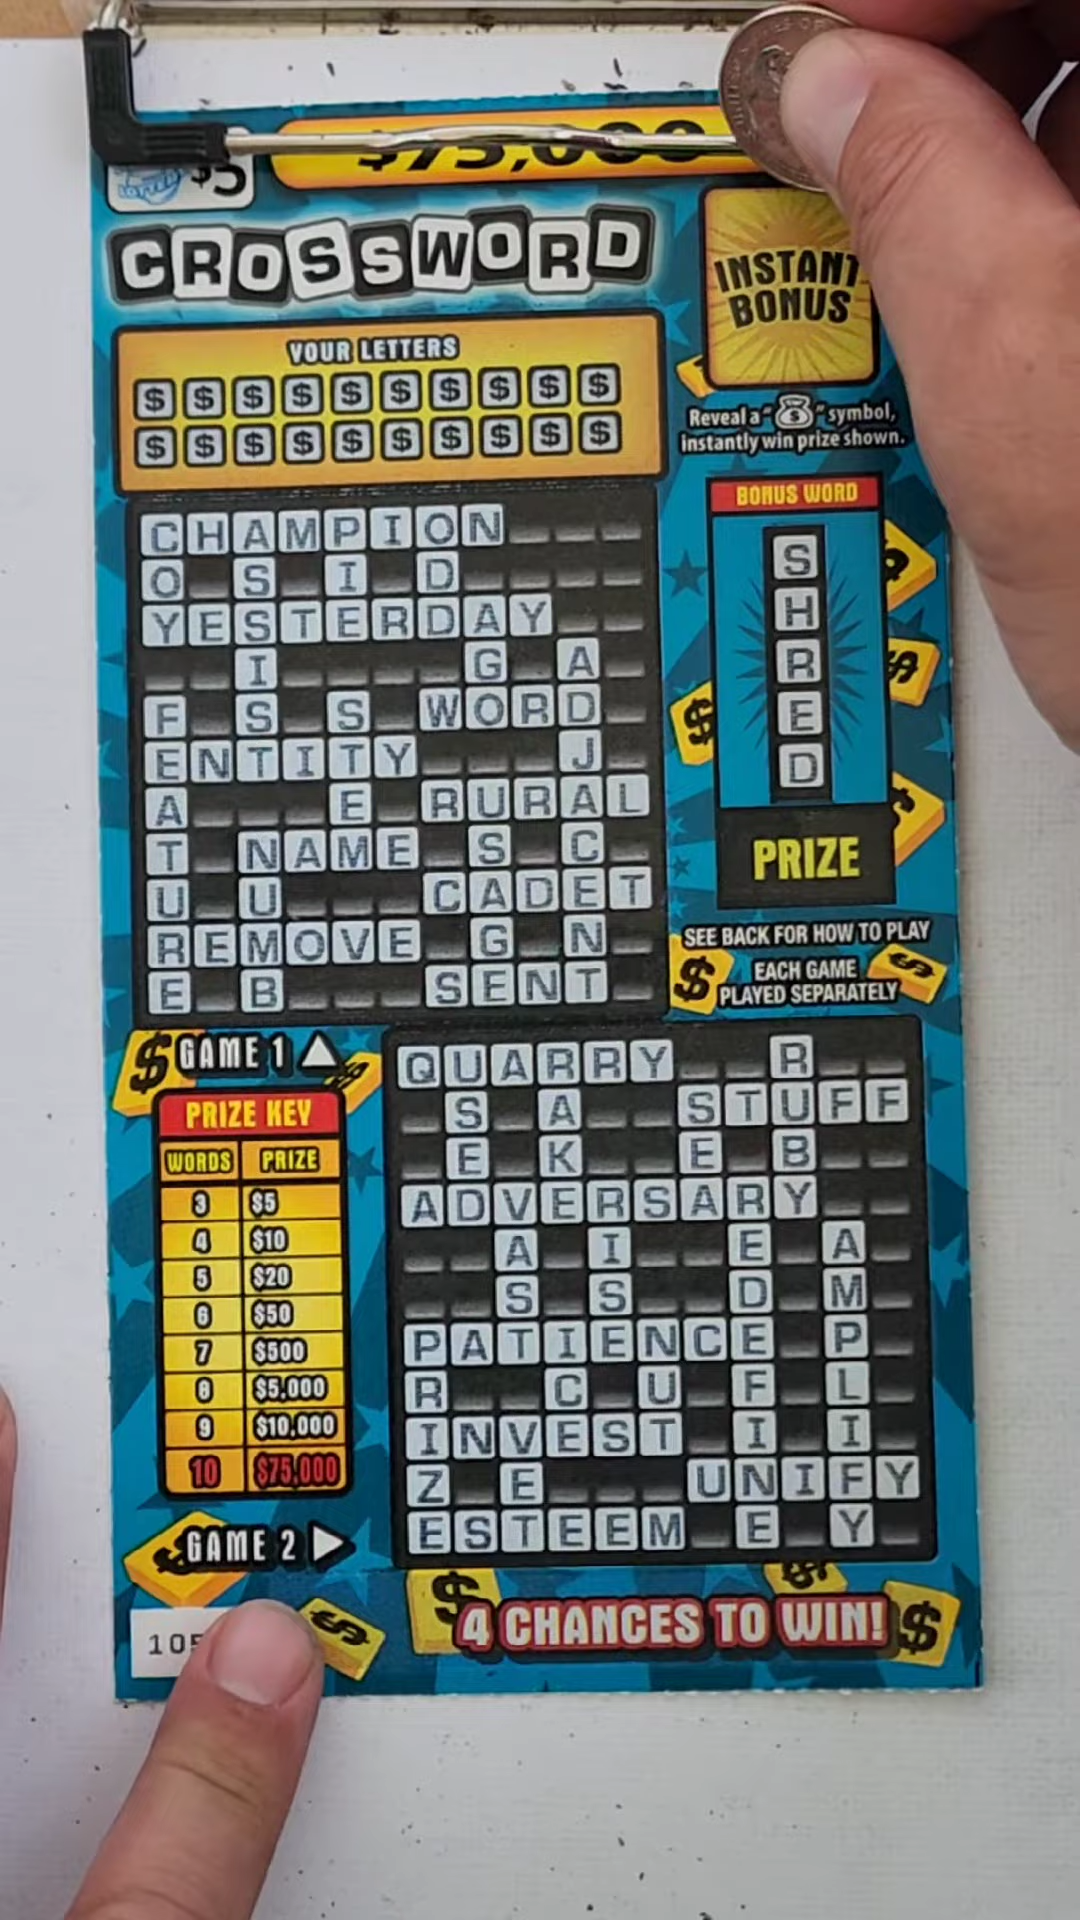 $75,000
$5
CROSSWORD
INSTANT
BONUS
YOUR LETTERS
$ $ $ $ $ $ $ $ $ $
$ $ $ $ $ $ $ $ $ $
Reveal a "$" symbol,
instantly win prize shown.
BONUS WORD
S
H
R
E
D
PRIZE
SEE BACK FOR HOW TO PLAY
EACH GAME
PLAYED SEPARATELY
CHAMPION
O S I D
YESTERDAY
I G A
F S S WORD
ENTITY J
A E RURAL
T NAME S C
U U CADET
REMOVE G N
E B SENT
GAME 1
PRIZE KEY
WORDS PRIZE
3 $5
4 $10
5 $20
6 $50
7 $500
8 $5,000
9 $10,000
10 $75,000
GAME 2
QUARRY R
S A STUFF
E K E B
ADVERSARY
A I E A
S S D M
PATIENCE P
R C U F L
INVEST I I
Z E UNIFY
ESTEEM E Y
4 CHANCES TO WIN!